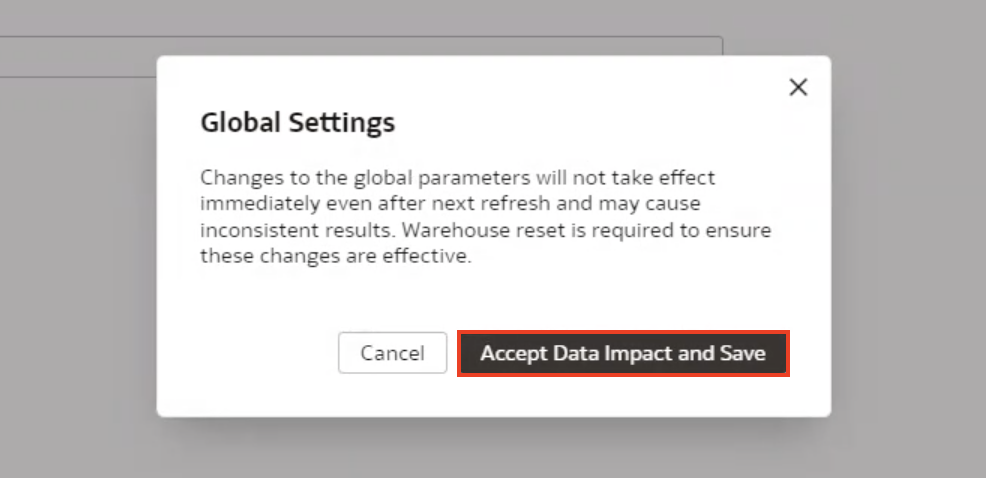 Global Settings
Changes to the global parameters will not take effect
immediately even after next refresh and may cause
inconsistent results. Warehouse reset is required to ensure
these changes are effective.
Cancel
Accept Data Impact and Save